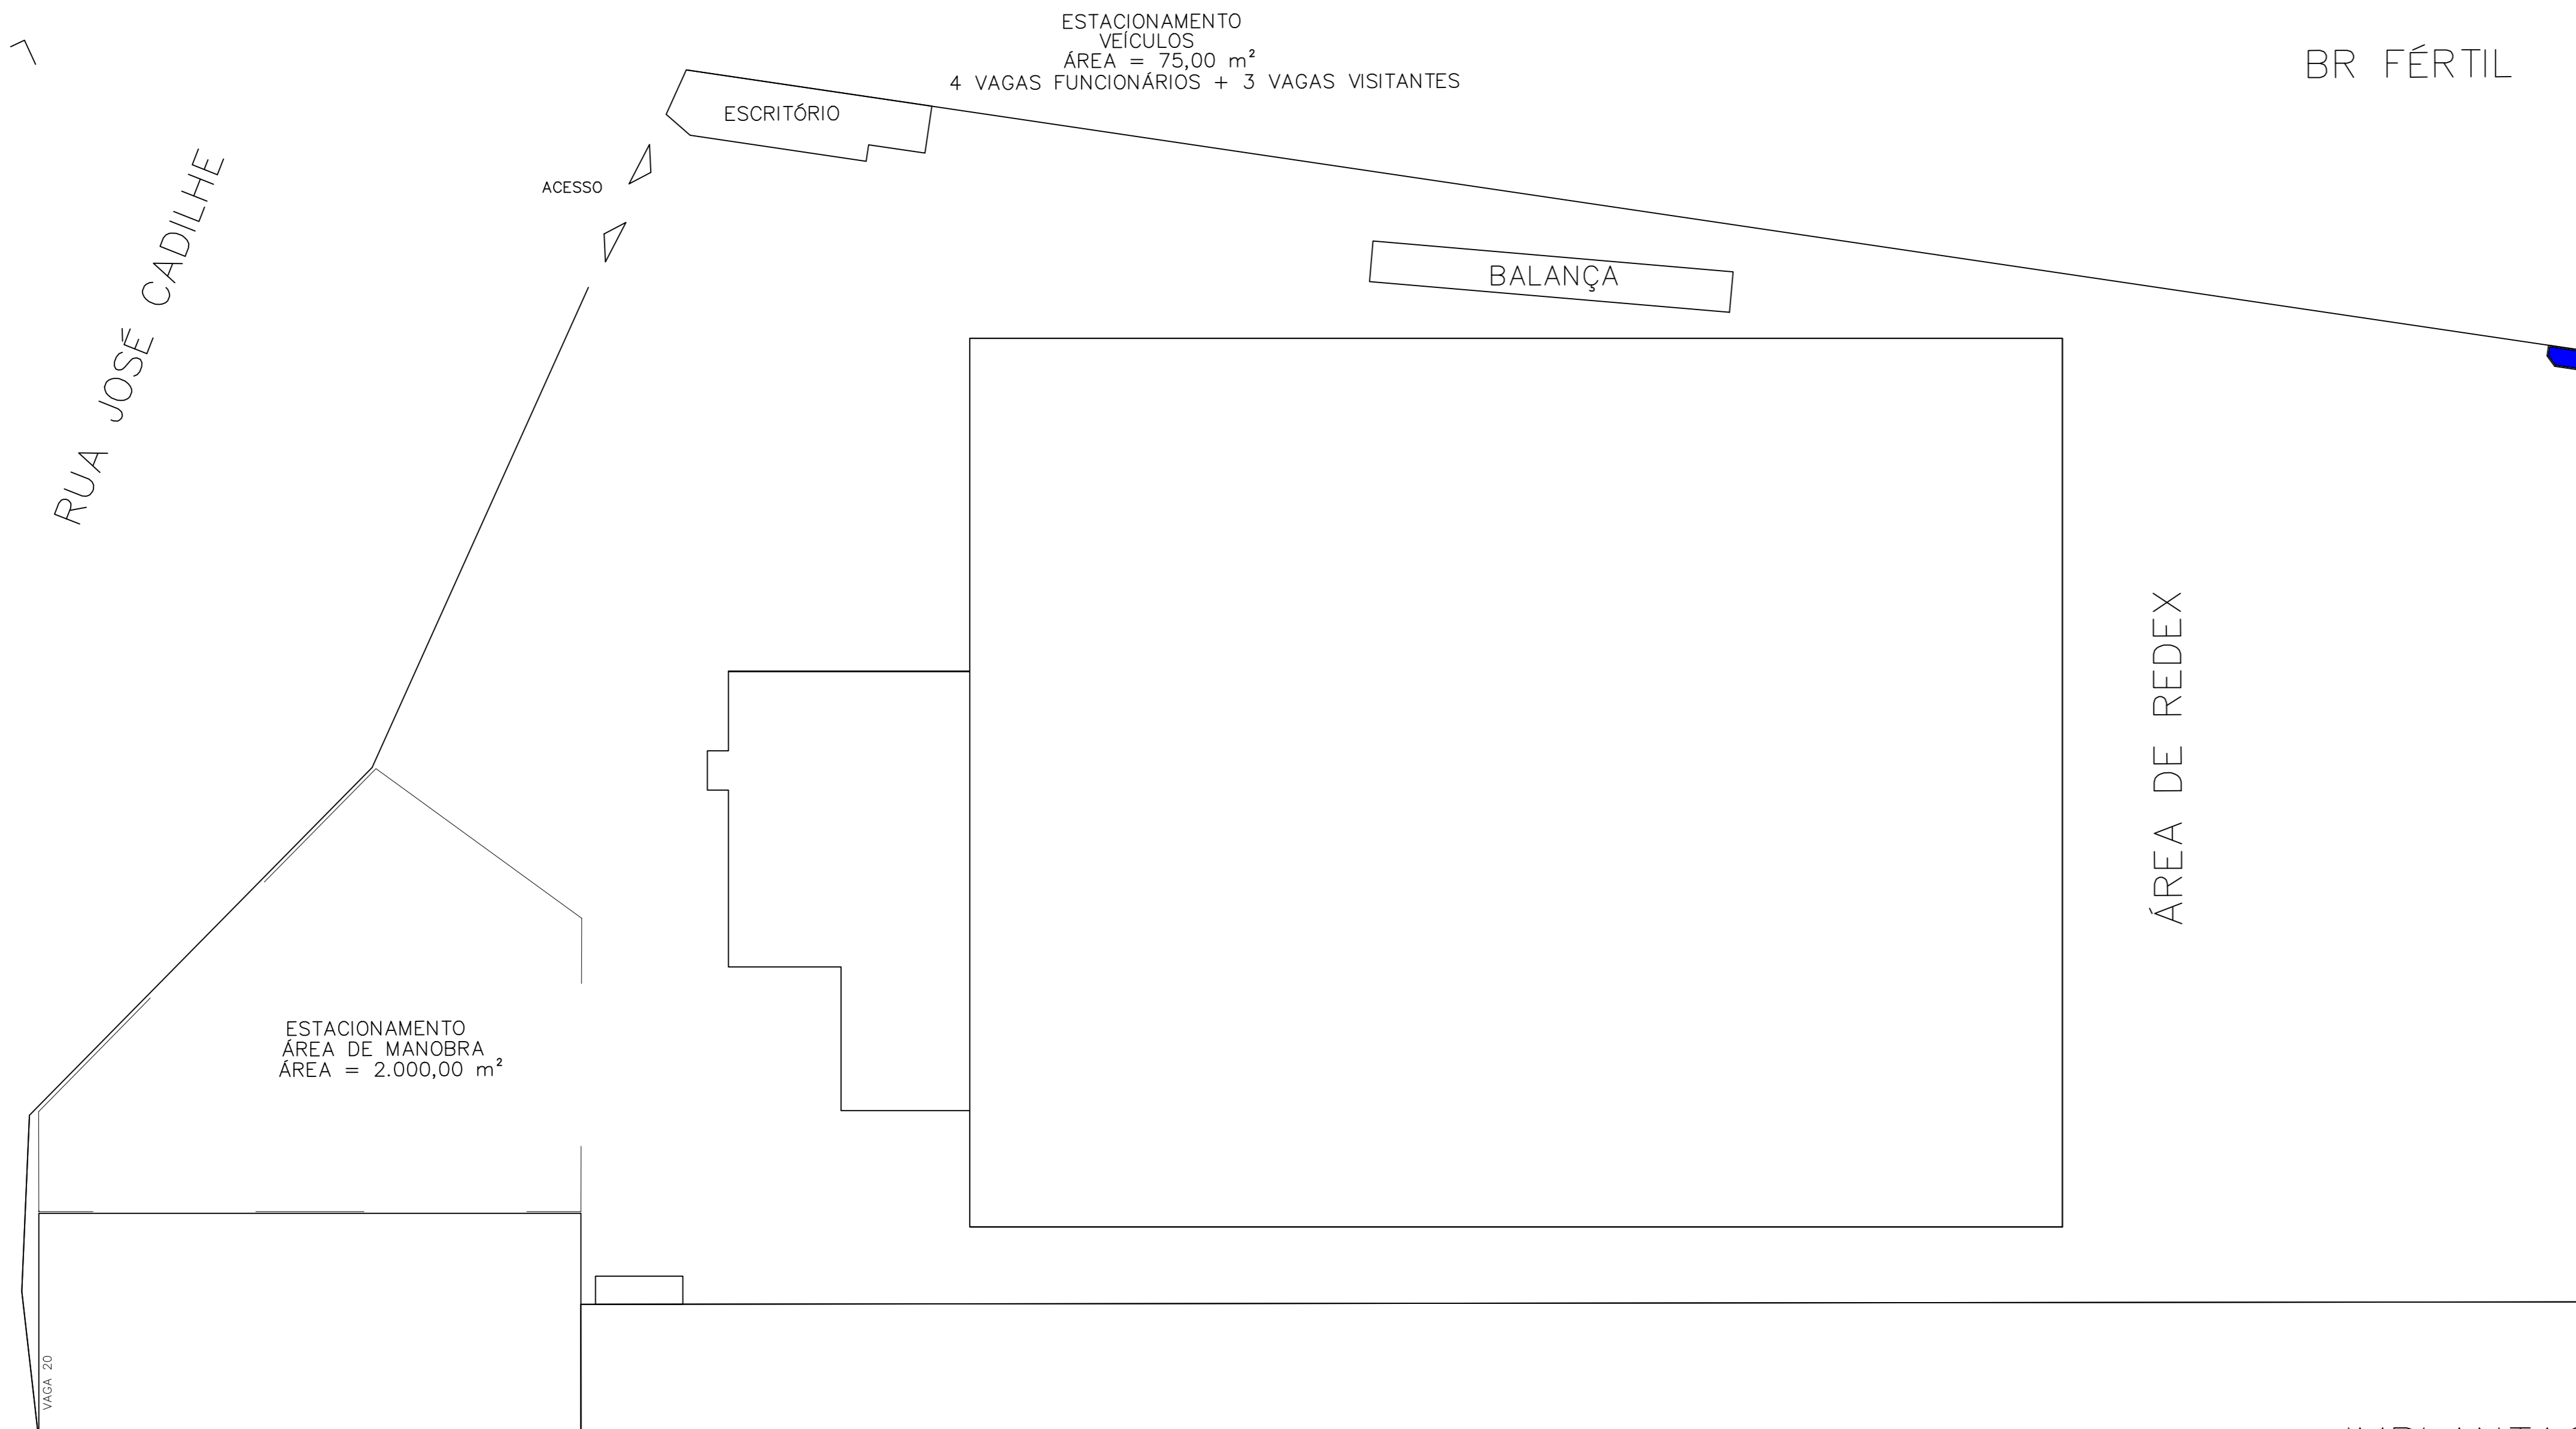 ESTACIONAMENTO
VEÍCULOS
ÁREA = 75,00 m²
4 VAGAS FUNCIONÁRIOS + 3 VAGAS VISITANTES
BR FÉRTIL
ESCRITÓRIO
ACESSO
RUA JOSÉ CADILHE
BALANÇA
ÁREA DE REDEX
ESTACIONAMENTO
ÁREA DE MANOBRA
ÁREA = 2.000,00 m²
VAGA 20